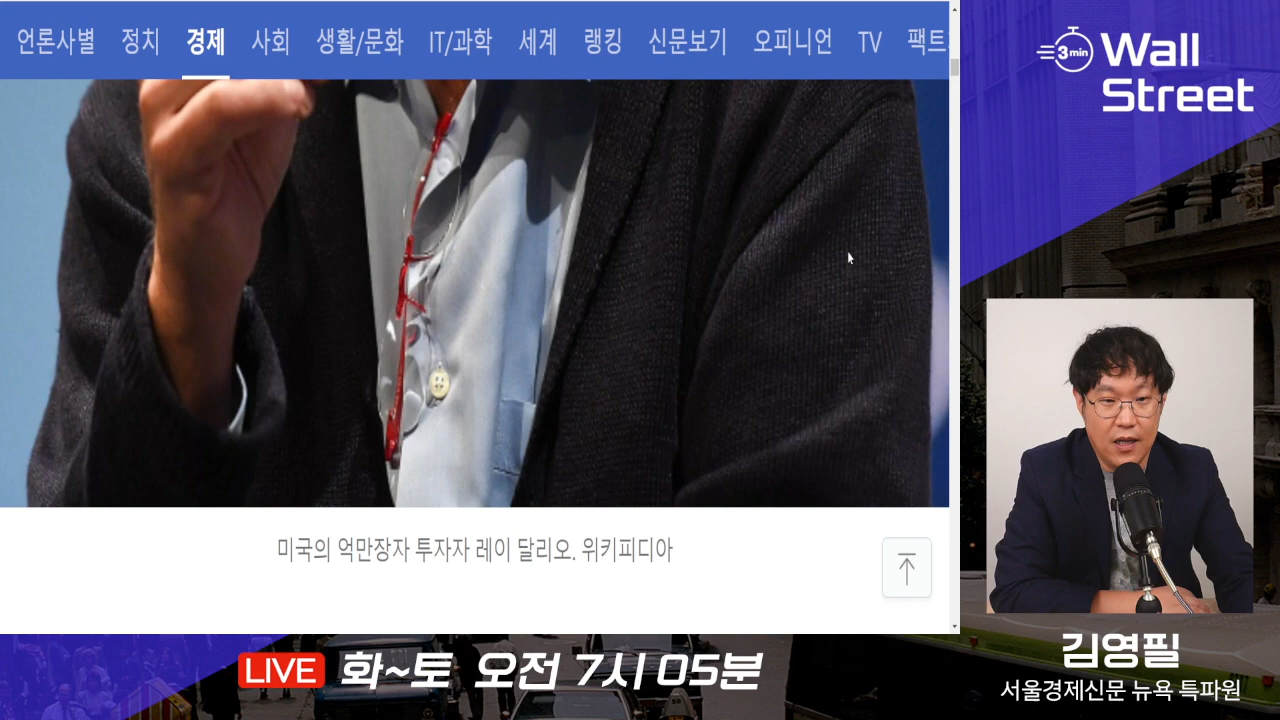 언론사별 정치 경제 사회 생활/문화 IT/과학 세계 랭킹 신문보기 오피니언 TV 팩트
3min Wall
Street
미국의 억만장자 투자자 레이 달리오. 위키피디아
김영필
서울경제신문 뉴욕 특파원
LIVE 화~토 오전 7시 05분